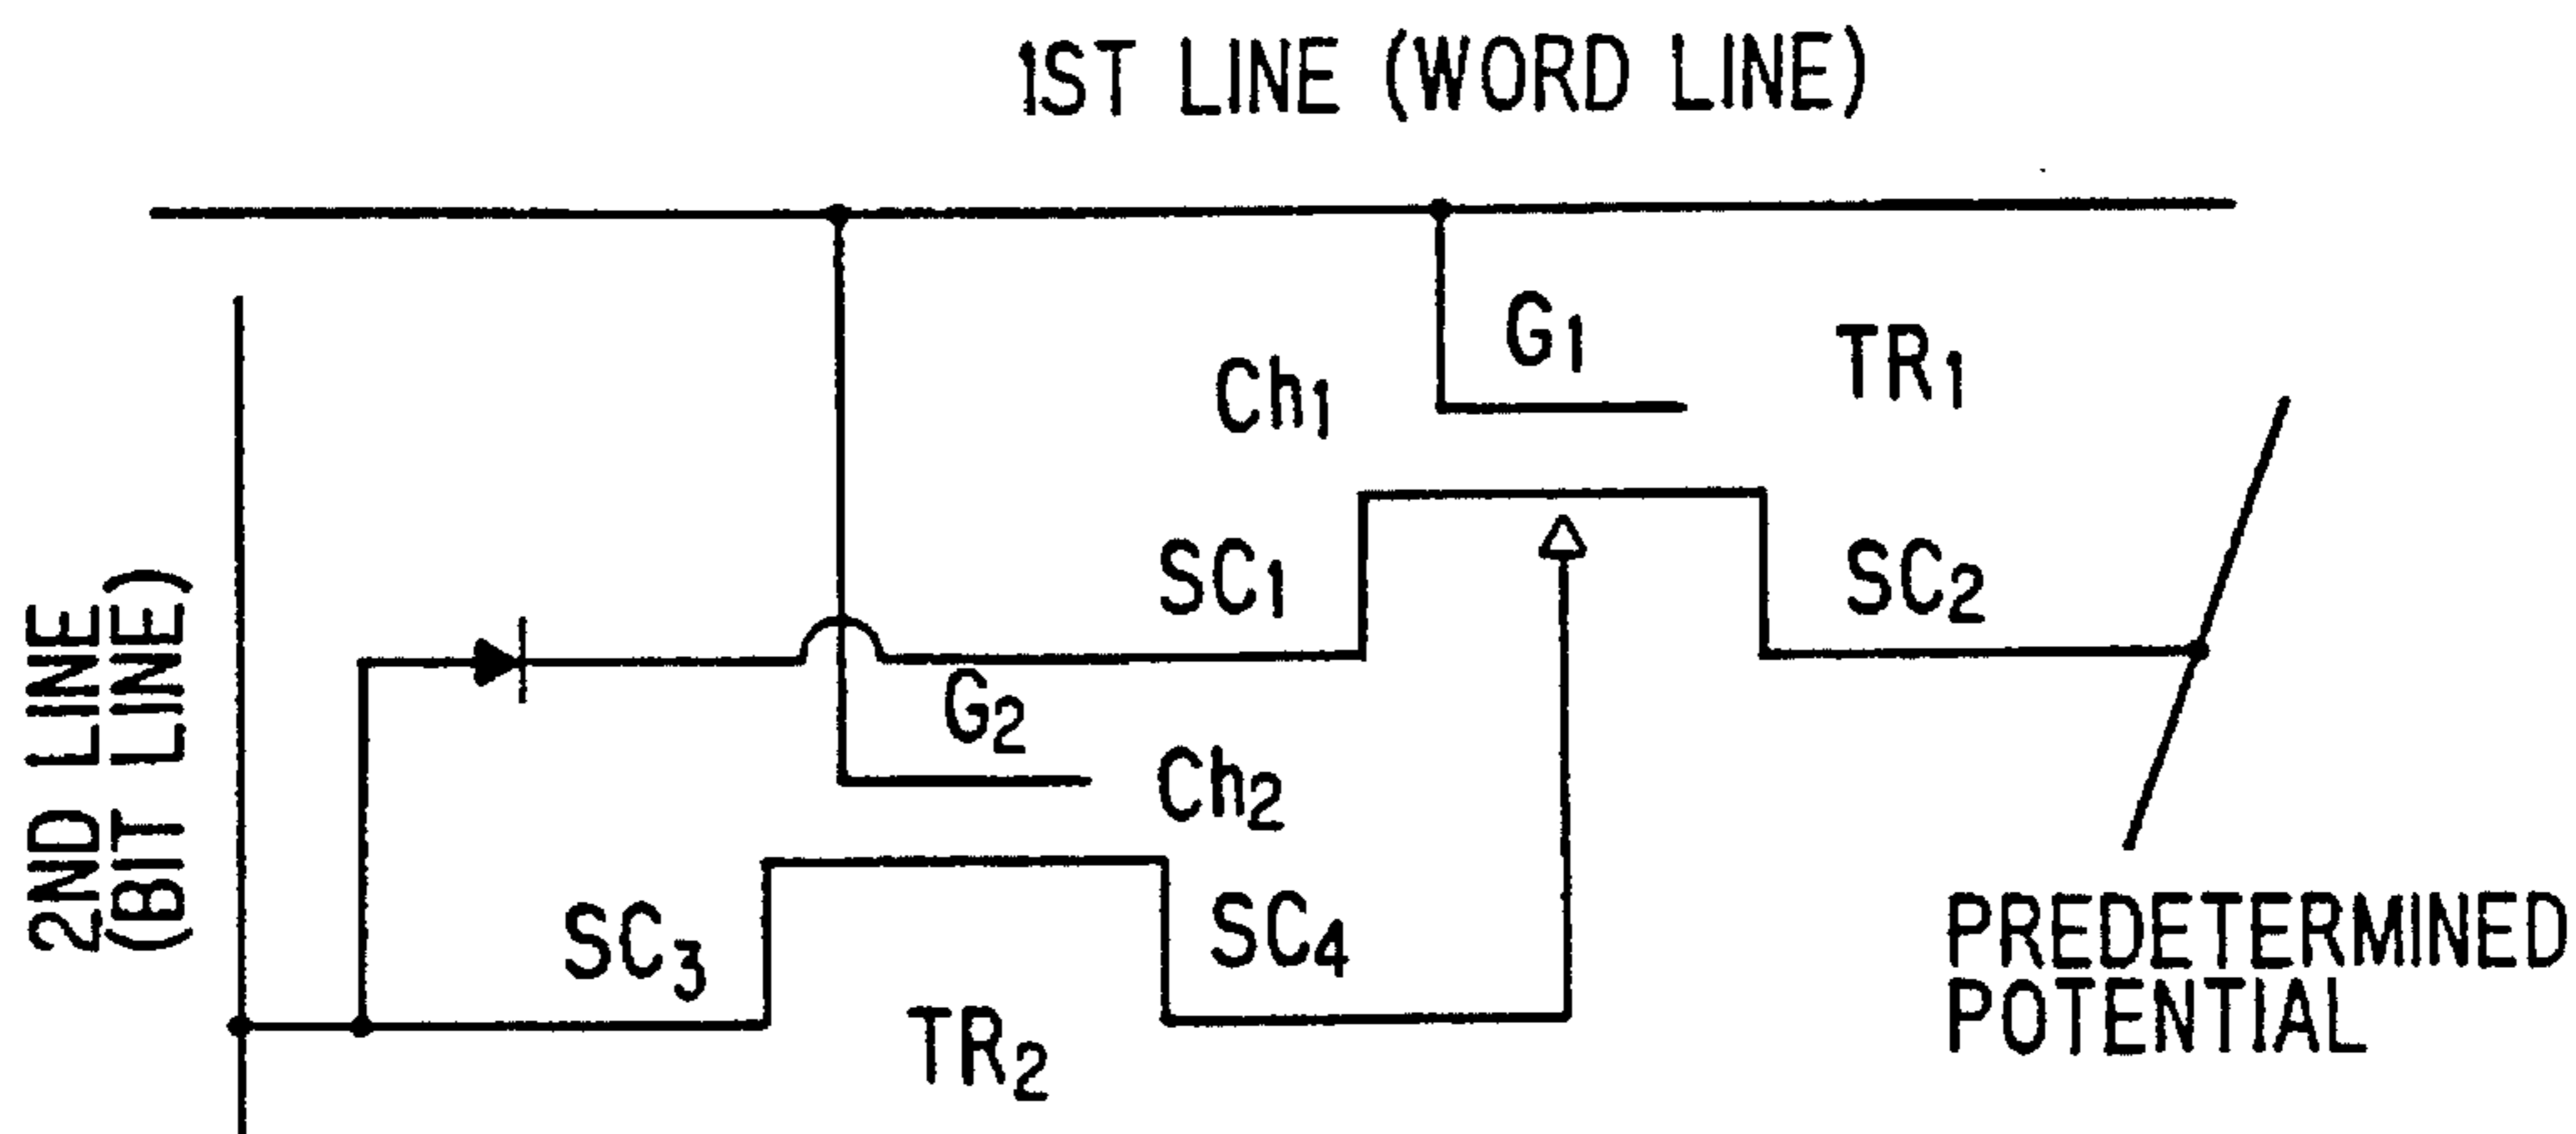 1ST LINE (WORD LINE)
G1
TR1
Ch1
SC1
SC2
2ND LINE
(BIT LINE)
G2
Ch2
SC3
SC4
TR2
PREDETERMINED
POTENTIAL